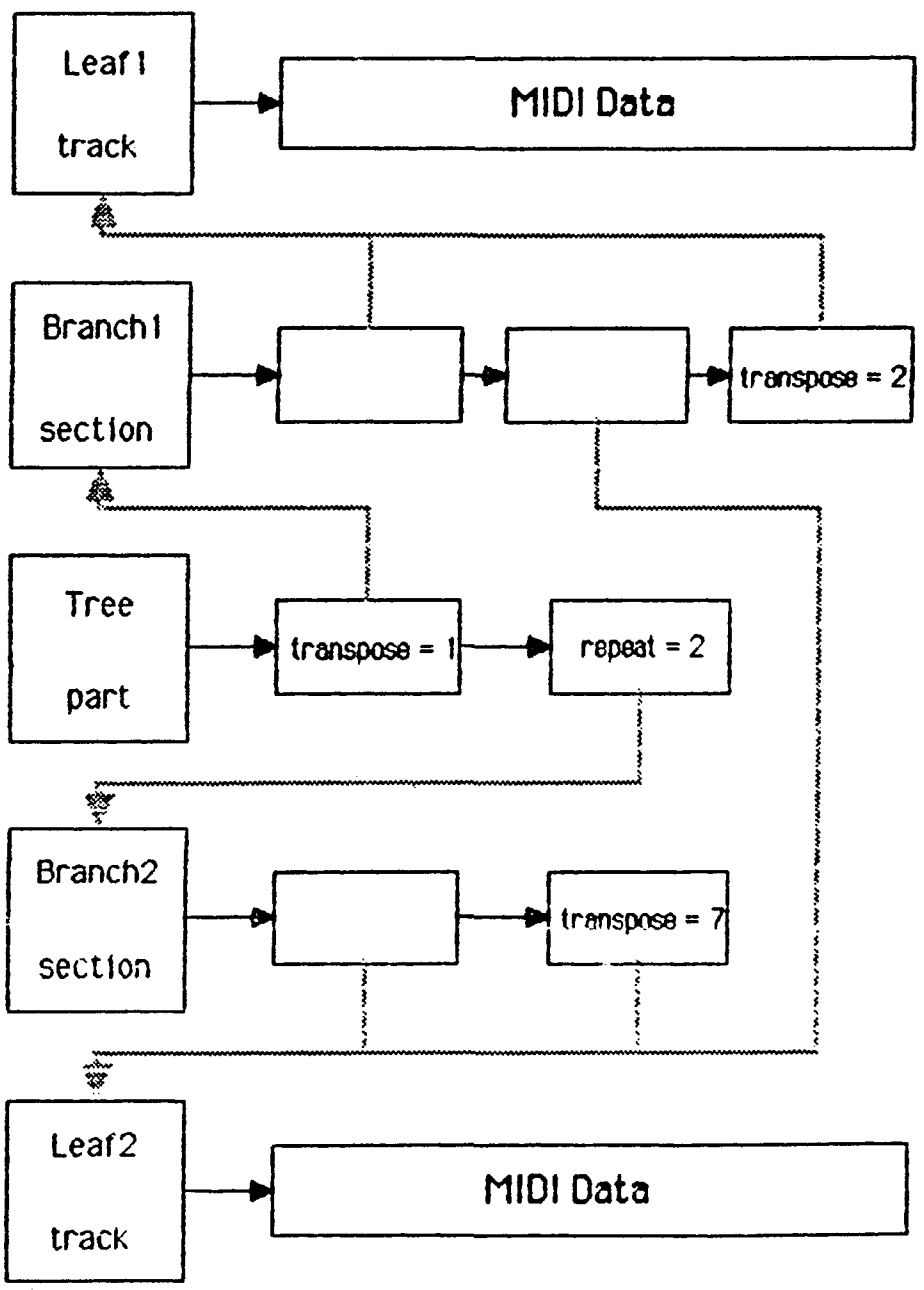 Leaf1
track
MIDI Data
Branch1
section
transpose = 2
Tree
part
transpose = 1
repeat = 2
Branch2
section
transpose = 7
Leaf2
track
MIDI Data